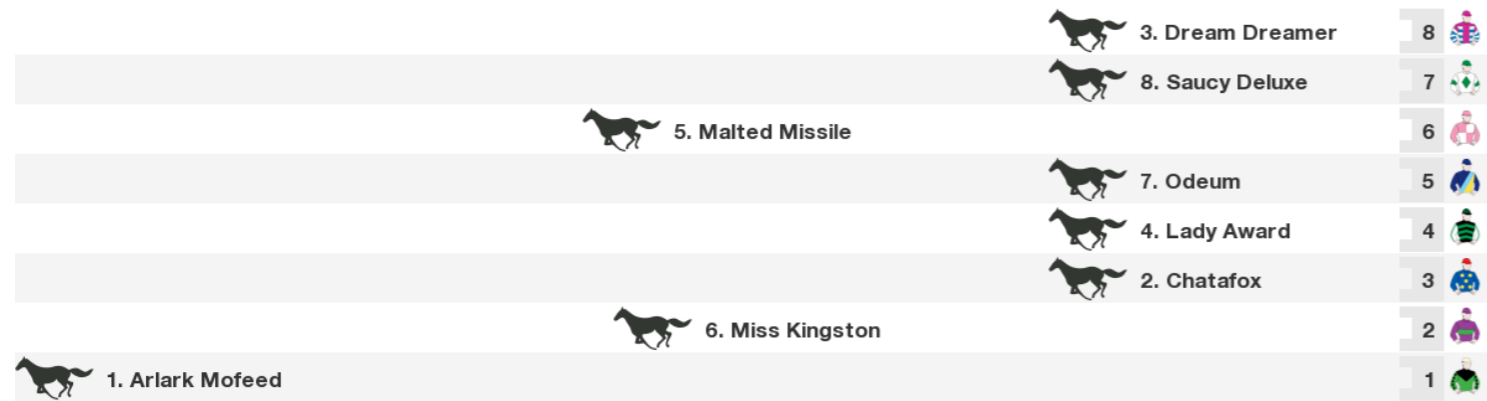 3. Dream Dreamer 8
8. Saucy Deluxe 7
5. Malted Missile 6
7. Odeum 5
4. Lady Award 4
2. Chatafox 3
6. Miss Kingston 2
1. Arlark Mofeed 1